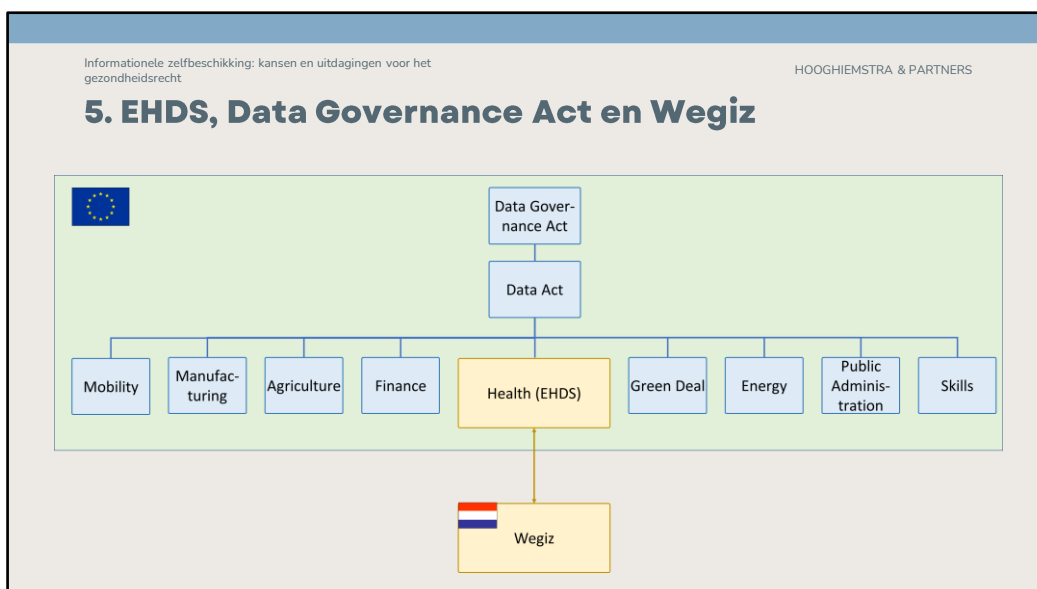 Informationele zelfbeschikking: kansen en uitdagingen voor het
gezondheidsrecht
HOOGHIEMSTRA & PARTNERS
5. EHDS, Data Governance Act en Wegiz
Data Gover-
nance Act
Data Act
Mobility
Manufac-
turing
Agriculture
Finance
Health (EHDS)
Green Deal
Energy
Public
Adminis-
tration
Skills
Wegiz